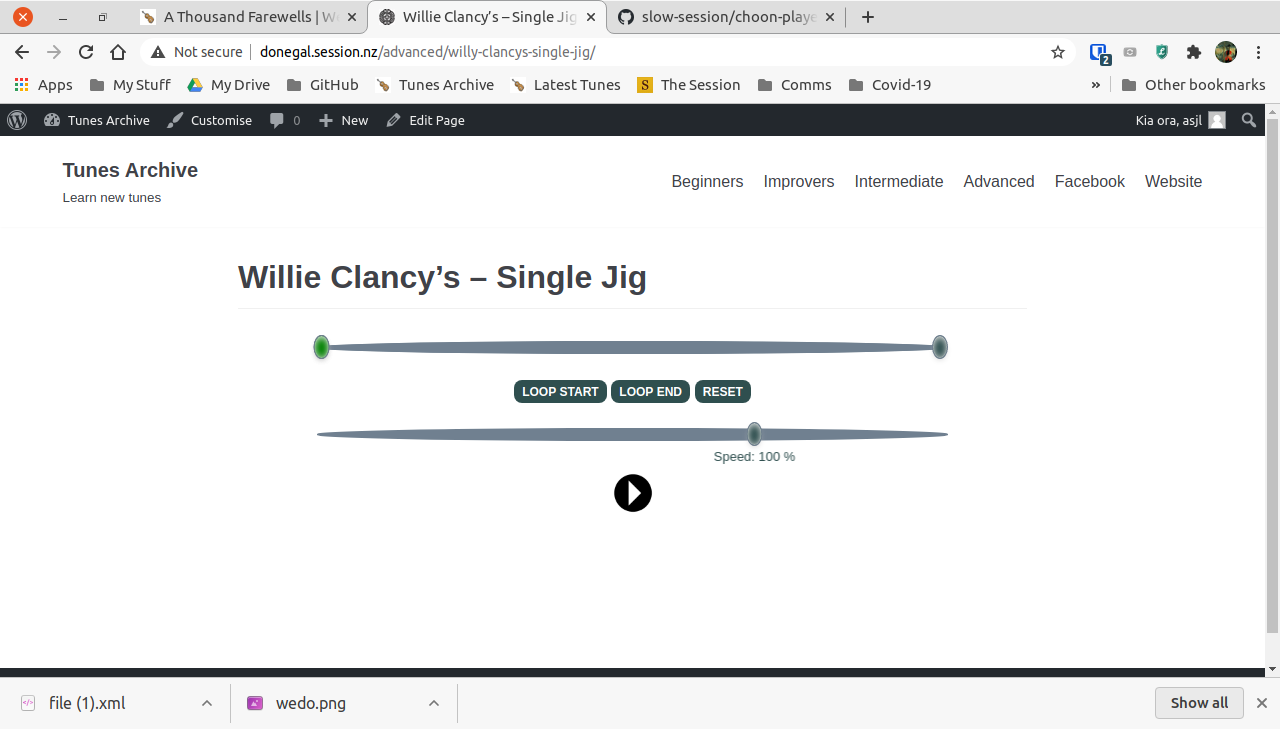 A Thousand Farewells | We
Willie Clancy's – Single Jig
slow-session/choon-playe
Not secure
donegal.session.nz/advanced/willy-clancys-single-jig/
2
Apps
My Stuff
My Drive
GitHub
Tunes Archive
Latest Tunes
S
The Session
Comms
Covid-19
»
Other bookmarks
Tunes Archive
Customise
0
New
Edit Page
Kia ora, asjl
Tunes Archive
Learn new tunes
Beginners
Improvers
Intermediate
Advanced
Facebook
Website
Willie Clancy's – Single Jig
LOOP START
LOOP END
RESET
Speed: 100 %
file (1).xml
wedo.png
Show all